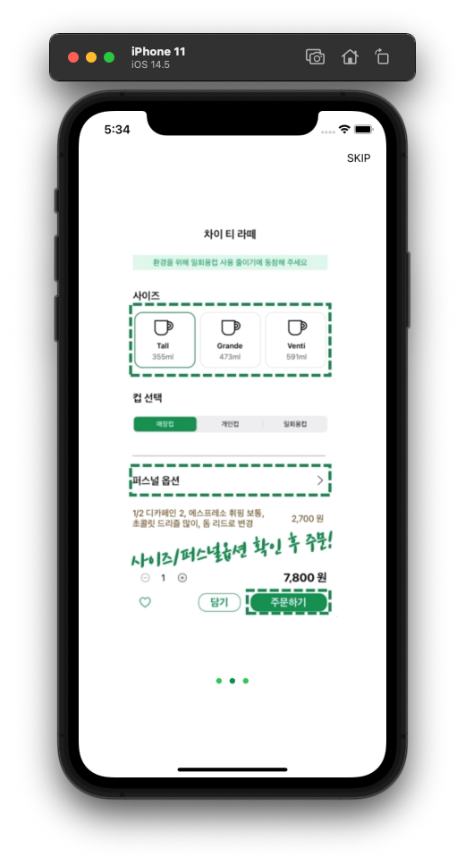 iPhone 11
iOS 14.5
5:34
SKIP
차이 티 라떼
환경을 위해 일회용컵 사용 줄이기에 동참해 주세요
사이즈
Tall Grande Venti
355ml 473ml 591ml
컵 선택
매장컵 개인컵 일회용컵
퍼스널 옵션
1/2 디카페인 2, 에스프레소 휘핑 보통,
초콜릿 드리즐 많이, 돔 리드로 변경
2,700 원
사이즈/퍼스널옵션 확인 후 주문!
1
7,800 원
담기 주문하기